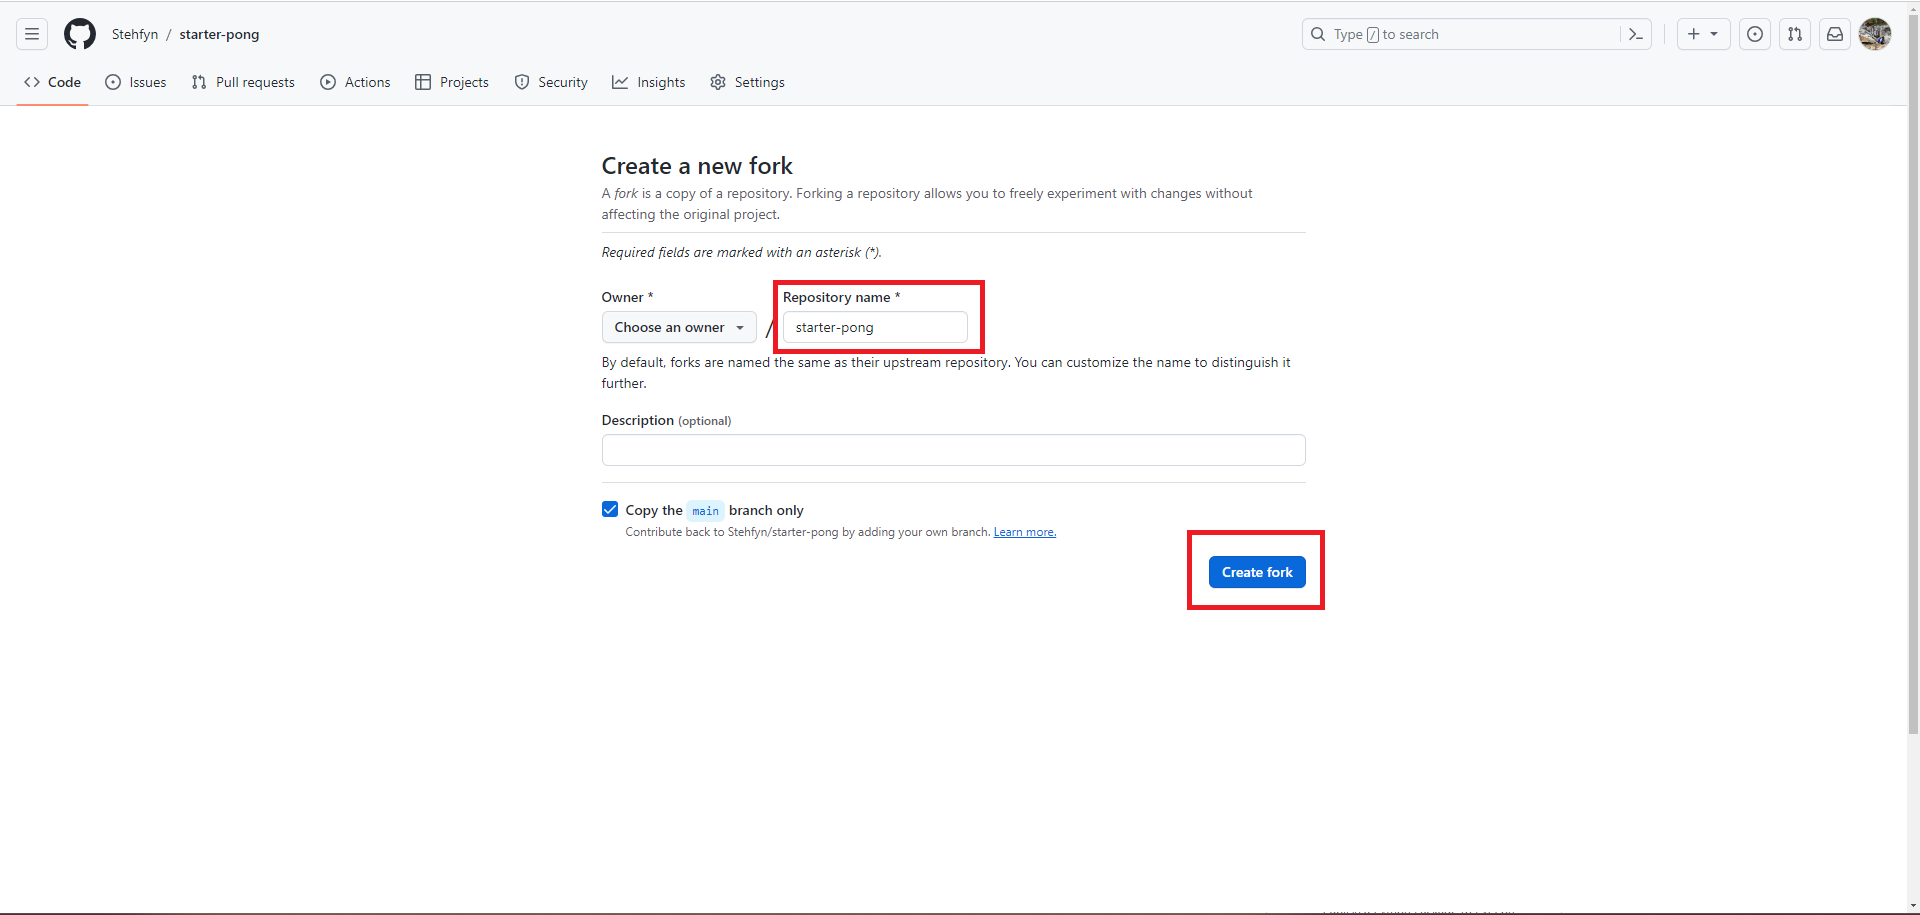 Stehfyn / starter-pong
Type / to search
Code Issues Pull requests Actions Projects Security Insights Settings
Create a new fork
A fork is a copy of a repository. Forking a repository allows you to freely experiment with changes without
affecting the original project.
Required fields are marked with an asterisk (*).
Owner *
Choose an owner
/
Repository name *
starter-pong
By default, forks are named the same as their upstream repository. You can customize the name to distinguish it
further.
Description (optional)
Copy the main branch only
Contribute back to Stehfyn/starter-pong by adding your own branch. Learn more.
Create fork